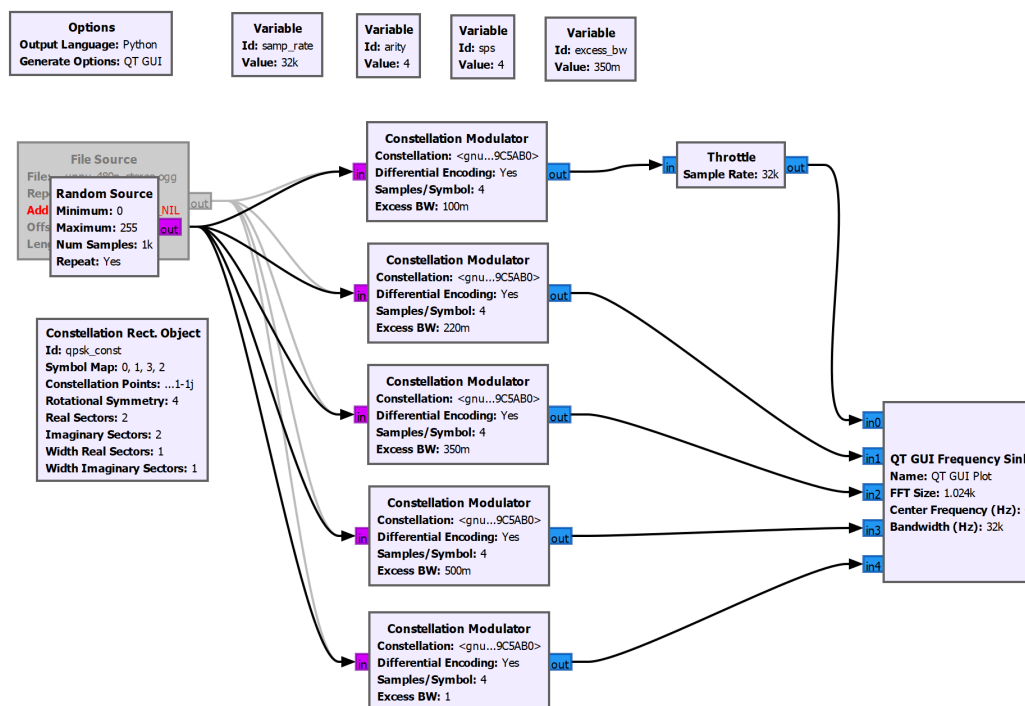 Options
Output Language: Python
Generate Options: QT GUI
Variable
Id: samp_rate
Value: 32k
Variable
Id: arity
Value: 4
Variable
Id: sps
Value: 4
Variable
Id: excess_bw
Value: 350m
File Source
File:
480p_stereo.ogg
Add
_NIL
out
Random Source
Minimum: 0
Maximum: 255
Num Samples: 1k
Repeat: Yes
out
Constellation Rect. Object
Id: qpsk_const
Symbol Map: 0, 1, 3, 2
Constellation Points: ...1-1j
Rotational Symmetry: 4
Real Sectors: 2
Imaginary Sectors: 2
Width Real Sectors: 1
Width Imaginary Sectors: 1
Constellation Modulator
Constellation: <gnu...9C5AB0>
in
Differential Encoding: Yes
out
Samples/Symbol: 4
Excess BW: 100m
Constellation Modulator
Constellation: <gnu...9C5AB0>
in
Differential Encoding: Yes
out
Samples/Symbol: 4
Excess BW: 220m
Constellation Modulator
Constellation: <gnu...9C5AB0>
in
Differential Encoding: Yes
out
Samples/Symbol: 4
Excess BW: 350m
Constellation Modulator
Constellation: <gnu...9C5AB0>
in
Differential Encoding: Yes
out
Samples/Symbol: 4
Excess BW: 500m
Constellation Modulator
Constellation: <gnu...9C5AB0>
in
Differential Encoding: Yes
out
Samples/Symbol: 4
Excess BW: 1
in
Throttle
Sample Rate: 32k
out
in0
in1
in2
in3
in4
QT GUI Frequency Sink
Name: QT GUI Plot
FFT Size: 1.024k
Center Frequency (Hz):
Bandwidth (Hz): 32k